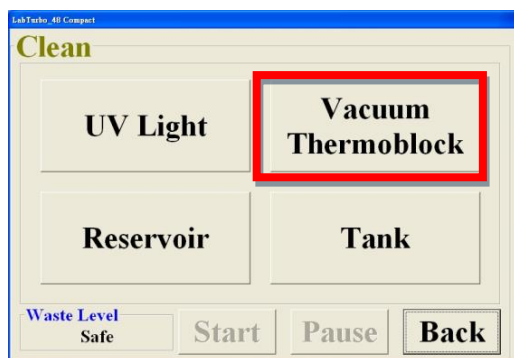 LabTurbo_48 Compact
Clean
UV Light
Vacuum
Thermoblock
Reservoir
Tank
Waste Level
Safe
Start
Pause
Back